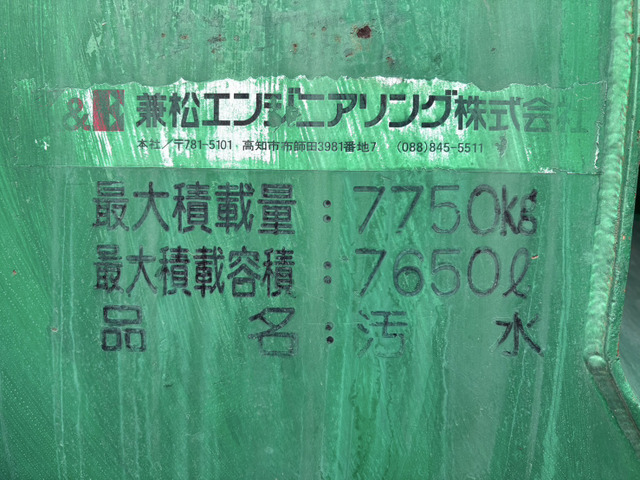 &K 兼松エンジニアリング株式会社
本社／〒781-5101・高知市布師田3981番地7 (088)845-5511
最大積載量：7750kg
最大積載容積：7650ℓ
品名：汚水